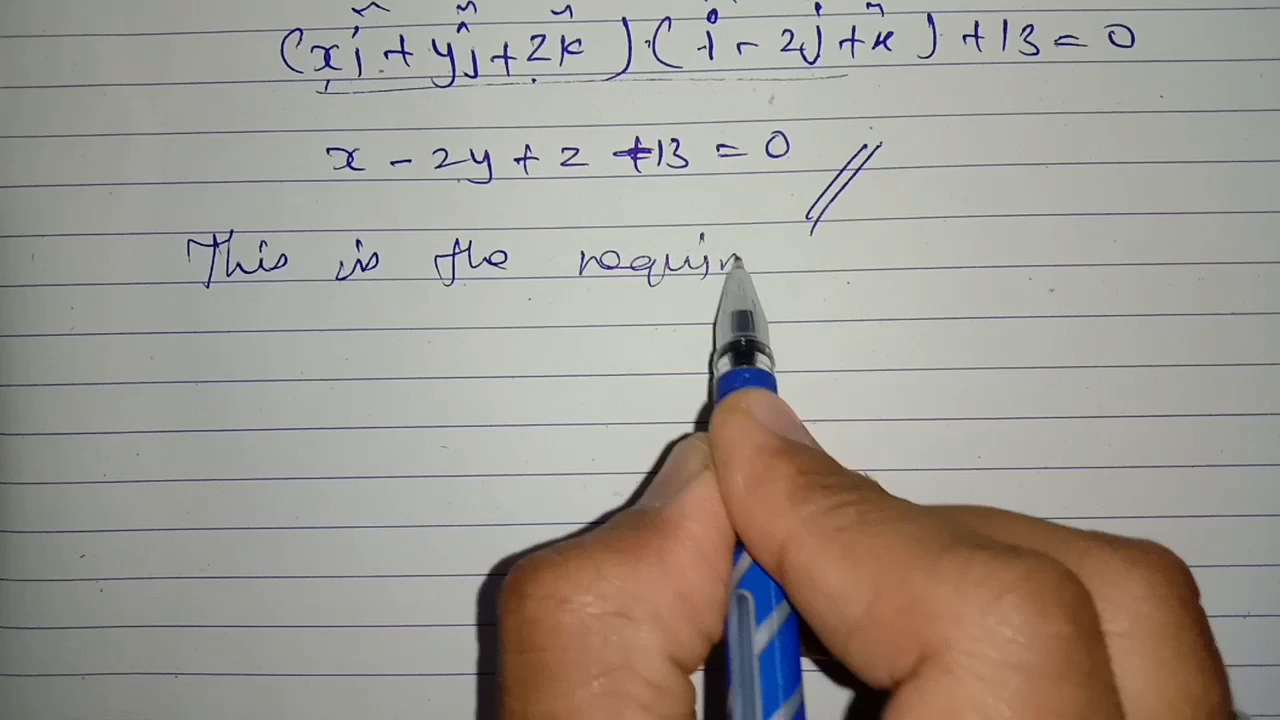 (xî + yĵ + zk̂) · (î - 2ĵ + k̂) + 13 = 0
x - 2y + z + 13 = 0 //
This is the requir